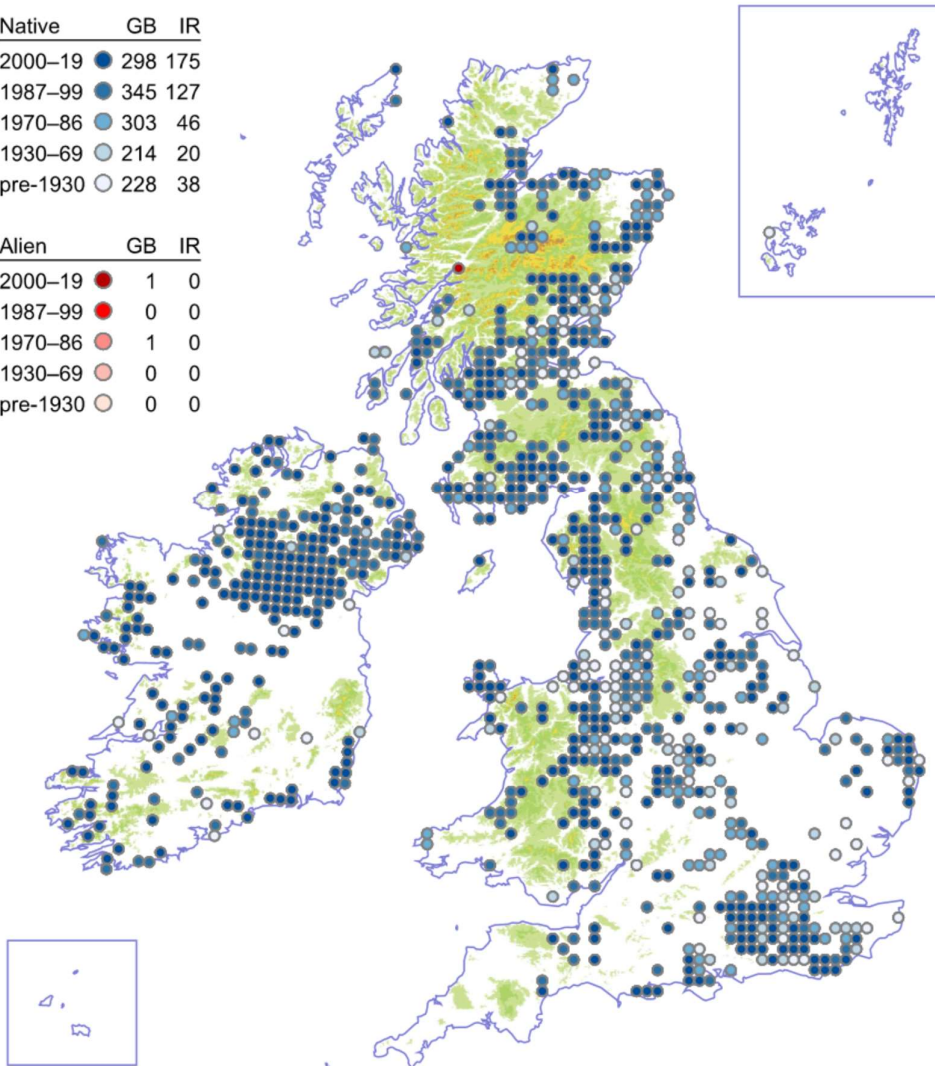 Native GB IR
2000–19 298 175
1987–99 345 127
1970–86 303 46
1930–69 214 20
pre-1930 228 38
Alien GB IR
2000–19 1 0
1987–99 0 0
1970–86 1 0
1930–69 0 0
pre-1930 0 0